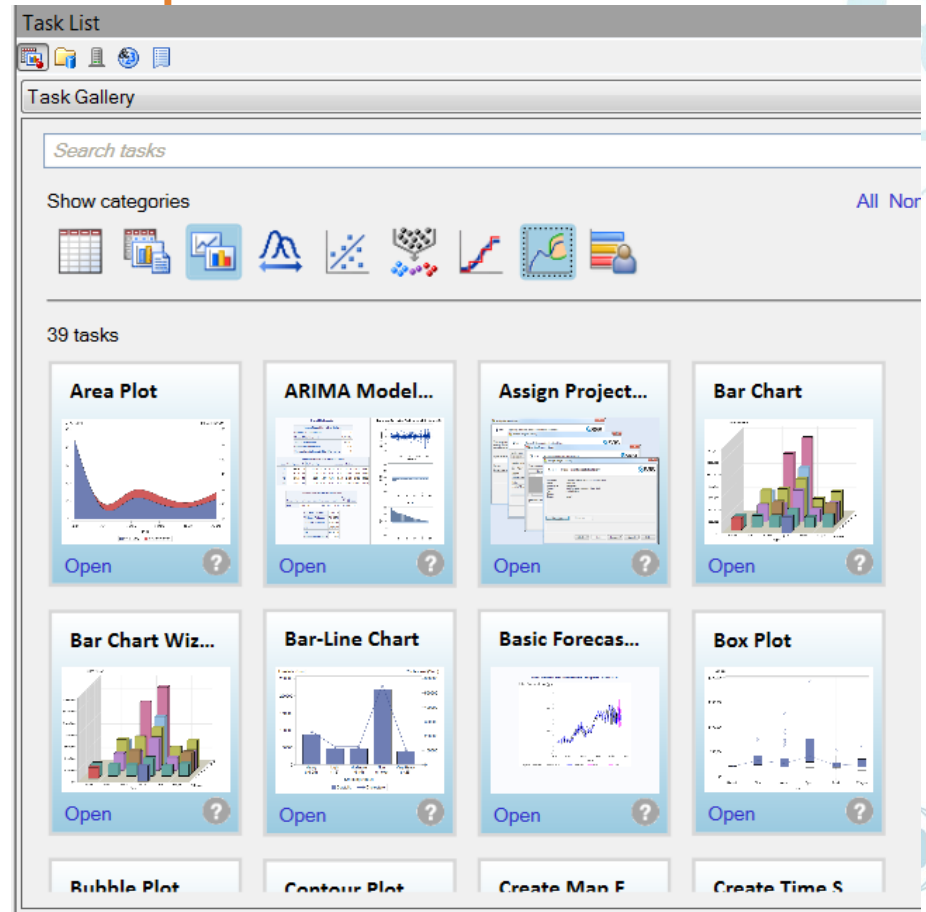 Task List
Task Gallery
Search tasks
Show categories All Nor
39 tasks
Area Plot ARIMA Model... Assign Project... Bar Chart
Open Open Open Open
Bar Chart Wiz... Bar-Line Chart Basic Forecas... Box Plot
Open Open Open Open
Bubble Plot Contour Plot Create Map F Create Time S